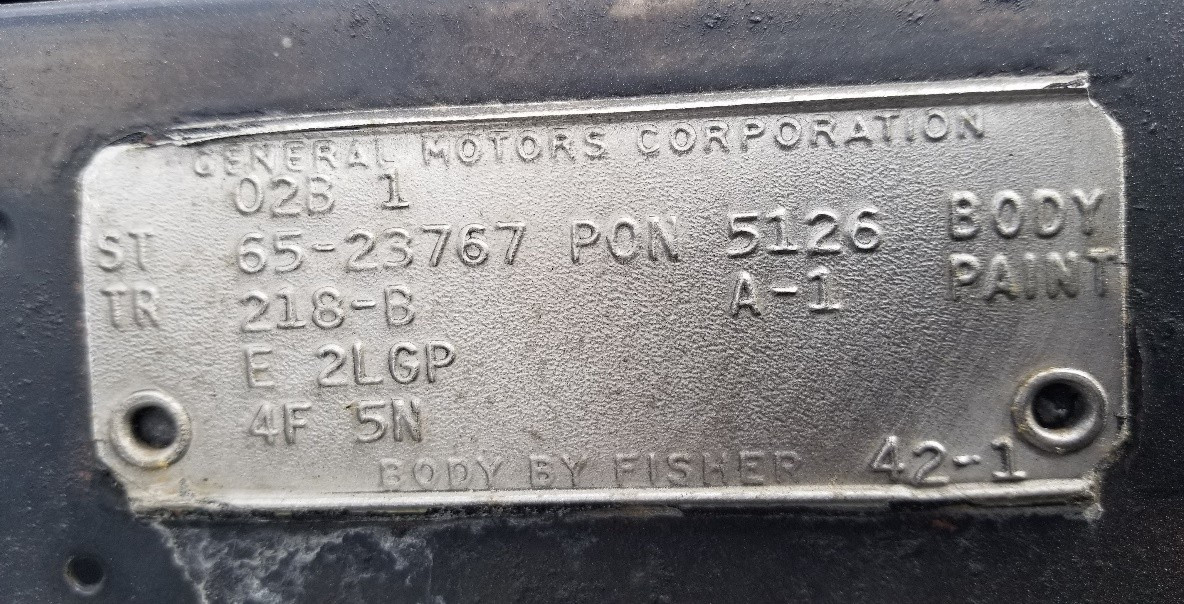 GENERAL MOTORS CORPORATION
02B 1
ST 65-23767 PON 5126 BODY
TR 218-B A-1 PAINT
E 2LGP
4F 5N
BODY BY FISHER 42-1